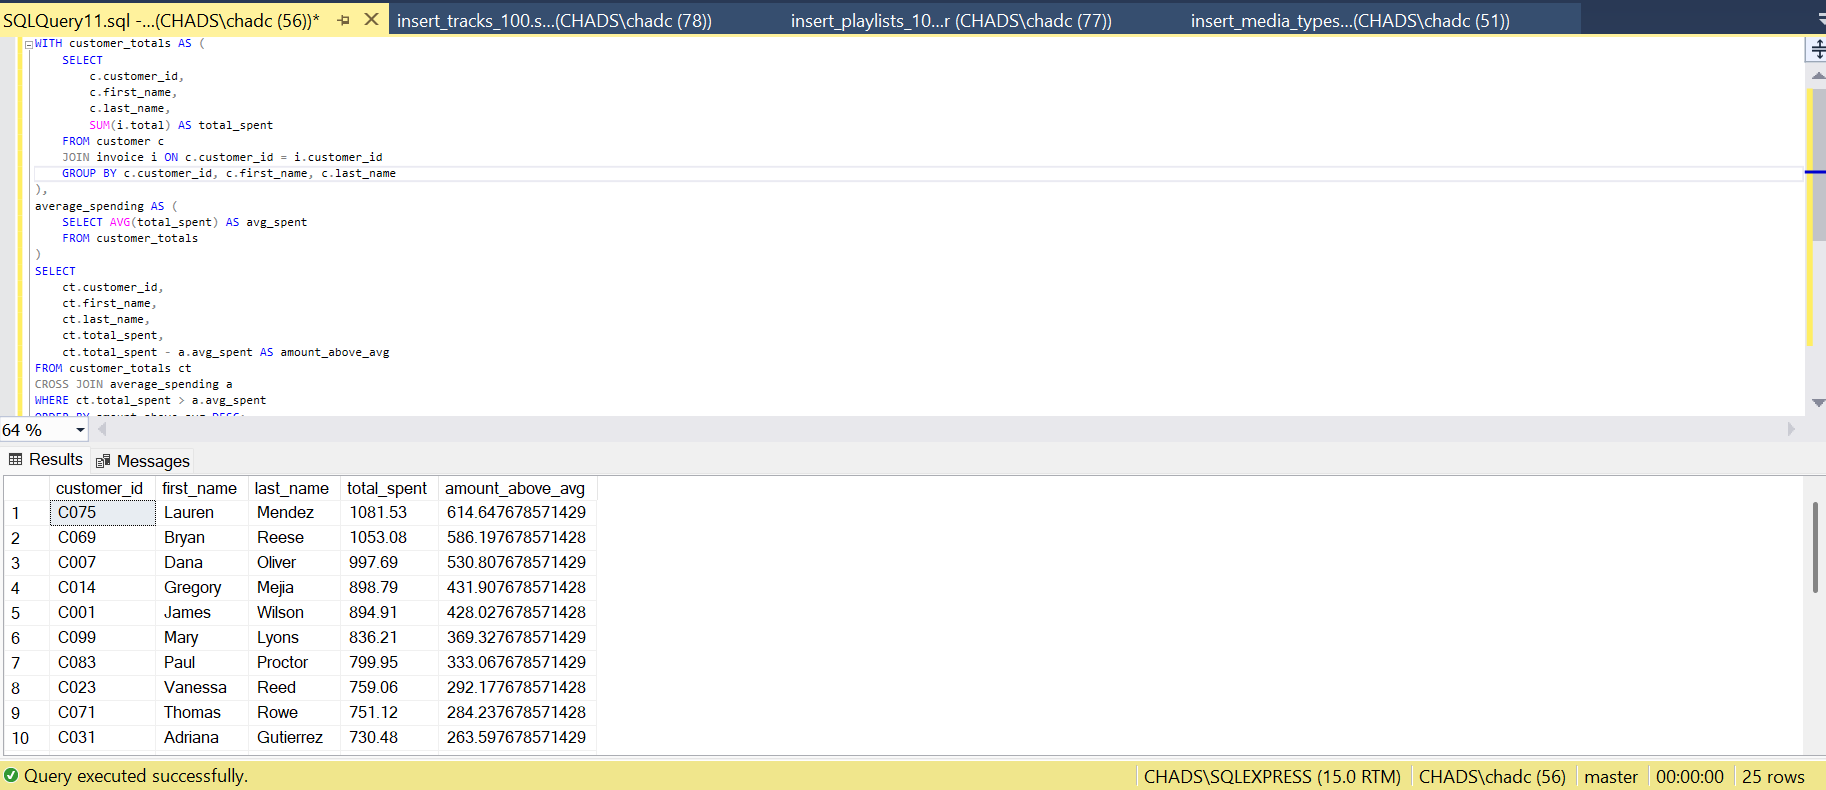 SQLQuery11.sql -...(CHADS\chadc (56))* insert_tracks_100.s...(CHADS\chadc (78)) insert_playlists_10...r (CHADS\chadc (77)) insert_media_types...(CHADS\chadc (51))
WITH customer_totals AS (
SELECT
c.customer_id,
c.first_name,
c.last_name,
SUM(i.total) AS total_spent
FROM customer c
JOIN invoice i ON c.customer_id = i.customer_id
GROUP BY c.customer_id, c.first_name, c.last_name
),
average_spending AS (
SELECT AVG(total_spent) AS avg_spent
FROM customer_totals
)
SELECT
ct.customer_id,
ct.first_name,
ct.last_name,
ct.total_spent,
ct.total_spent - a.avg_spent AS amount_above_avg
FROM customer_totals ct
CROSS JOIN average_spending a
WHERE ct.total_spent > a.avg_spent
ORDER BY amount_above_avg DESC;
64 %
Results Messages
customer_id first_name last_name total_spent amount_above_avg
1 C075 Lauren Mendez 1081.53 614.647678571429
2 C069 Bryan Reese 1053.08 586.197678571428
3 C007 Dana Oliver 997.69 530.807678571429
4 C014 Gregory Mejia 898.79 431.907678571428
5 C001 James Wilson 894.91 428.027678571428
6 C099 Mary Lyons 836.21 369.327678571429
7 C083 Paul Proctor 799.95 333.067678571429
8 C023 Vanessa Reed 759.06 292.177678571428
9 C071 Thomas Rowe 751.12 284.237678571428
10 C031 Adriana Gutierrez 730.48 263.597678571429
Query executed successfully. CHADS\SQLEXPRESS (15.0 RTM) CHADS\chadc (56) master 00:00:00 25 rows